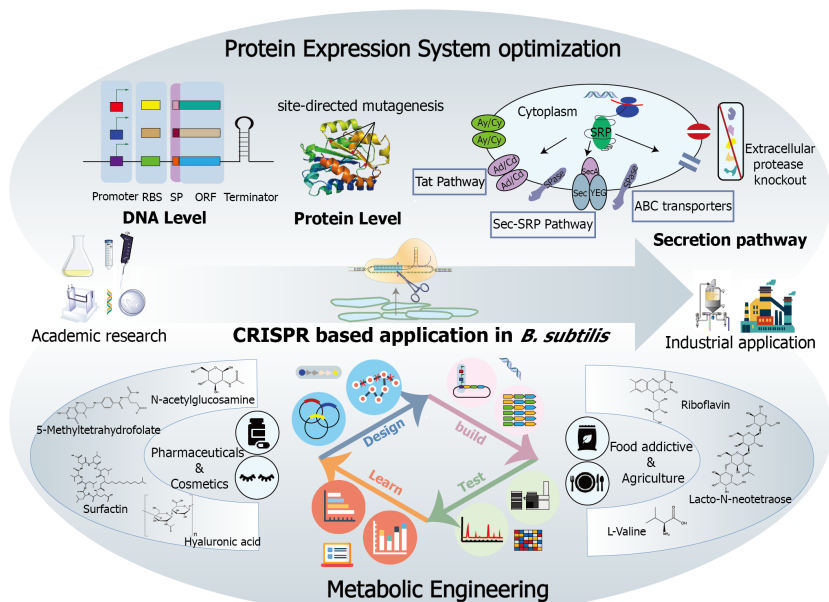 Protein Expression System optimization
site-directed mutagenesis
Cytoplasm
Ay/Cy
Ay/Cy
SRP
Ad/Cd
Ad/Cd
Tat Pathway
SPase
SecA
Sec
YEG
SPase
Sec-SRP Pathway
ABC transporters
Extracellular
protease
knockout
Promoter RBS SP ORF Terminator
DNA Level
Protein Level
Secretion pathway
Academic research
CRISPR based application in B. subtilis
Industrial application
N-acetylglucosamine
5-Methyltetrahydrofolate
Pharmaceuticals
&
Cosmetics
Surfactin
n
Hyaluronic acid
Design
build
Learn
Test
Riboflavin
Food addictive
&
Agriculture
Lacto-N-neotetraose
L-Valine
Metabolic Engineering